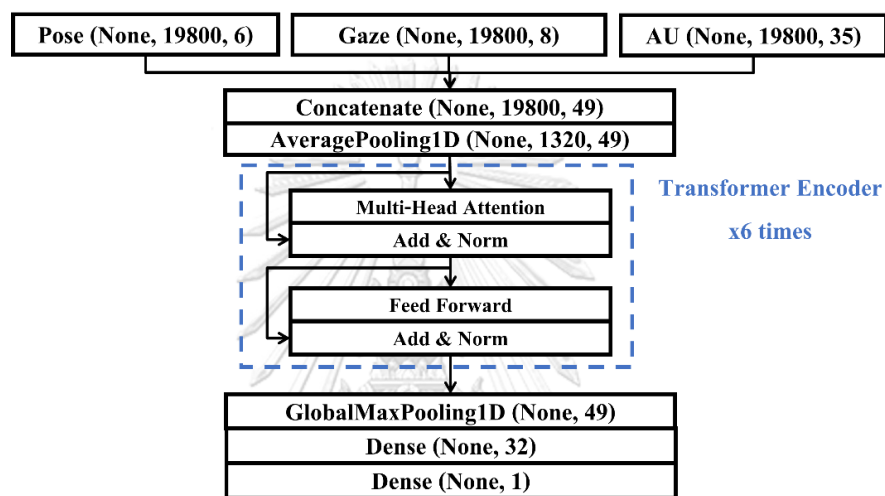 Pose (None, 19800, 6)
Gaze (None, 19800, 8)
AU (None, 19800, 35)
Concatenate (None, 19800, 49)
AveragePooling1D (None, 1320, 49)
Transformer Encoder
x6 times
Multi-Head Attention
Add & Norm
Feed Forward
Add & Norm
GlobalMaxPooling1D (None, 49)
Dense (None, 32)
Dense (None, 1)